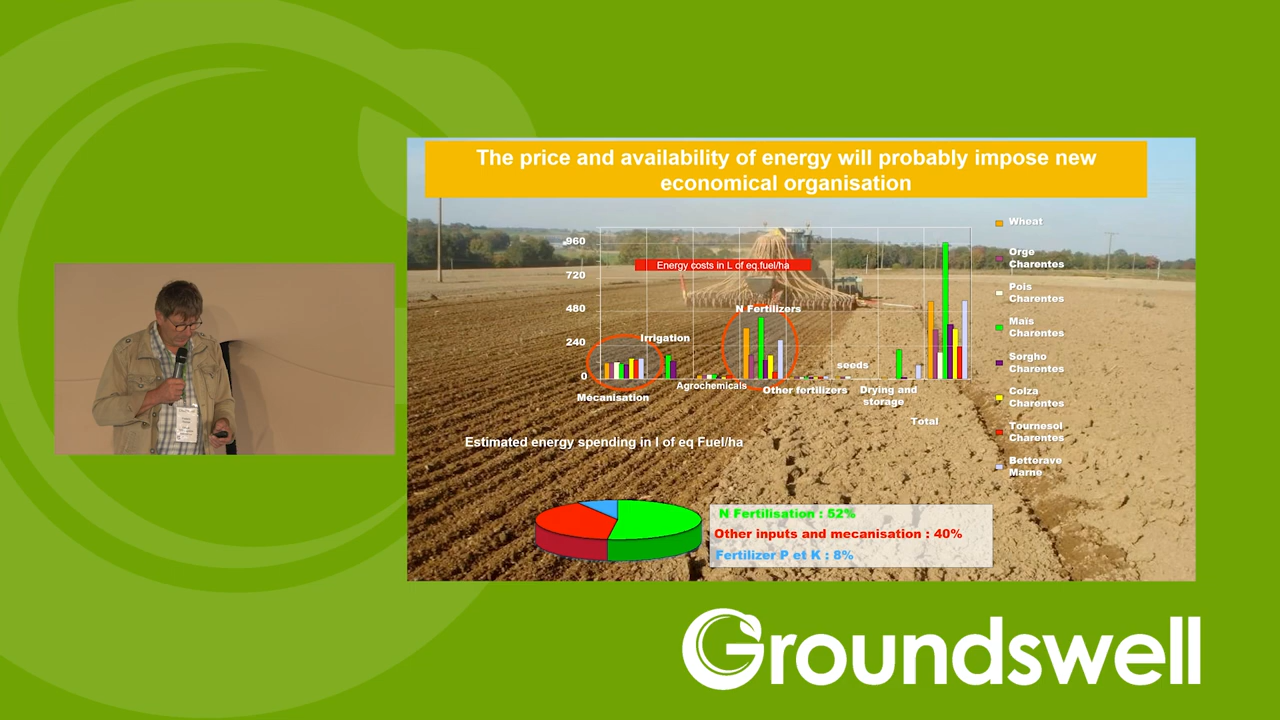 The price and availability of energy will probably impose new
economical organisation
960
720
480
240
0
Energy costs in L of eq.fuel/ha
N Fertilizers
Irrigation
seeds
Agrochemicals
Other fertilizers
Drying and
storage
Mécanisation
Total
Wheat
Orge
Charentes
Pois
Charentes
Maïs
Charentes
Sorgho
Charentes
Colza
Charentes
Tournesol
Charentes
Betterave
Marne
Estimated energy spending in l of eq Fuel/ha
N Fertilisation : 52%
Other inputs and mecanisation : 40%
Fertilizer P et K : 8%
Groundswell